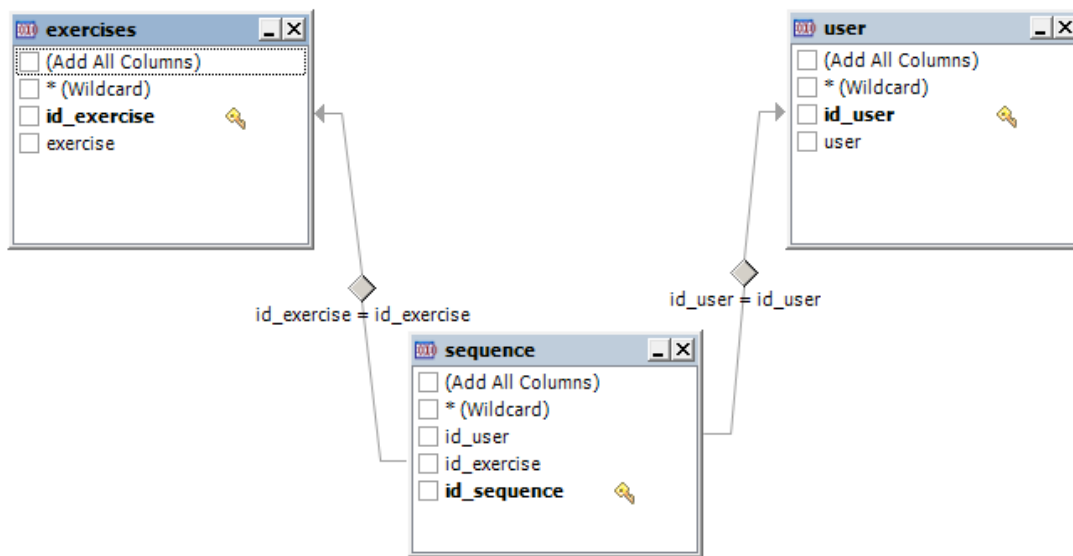 exercises
(Add All Columns)
* (Wildcard)
id_exercise
exercise
user
(Add All Columns)
* (Wildcard)
id_user
user
id_exercise = id_exercise
id_user = id_user
sequence
(Add All Columns)
* (Wildcard)
id_user
id_exercise
id_sequence